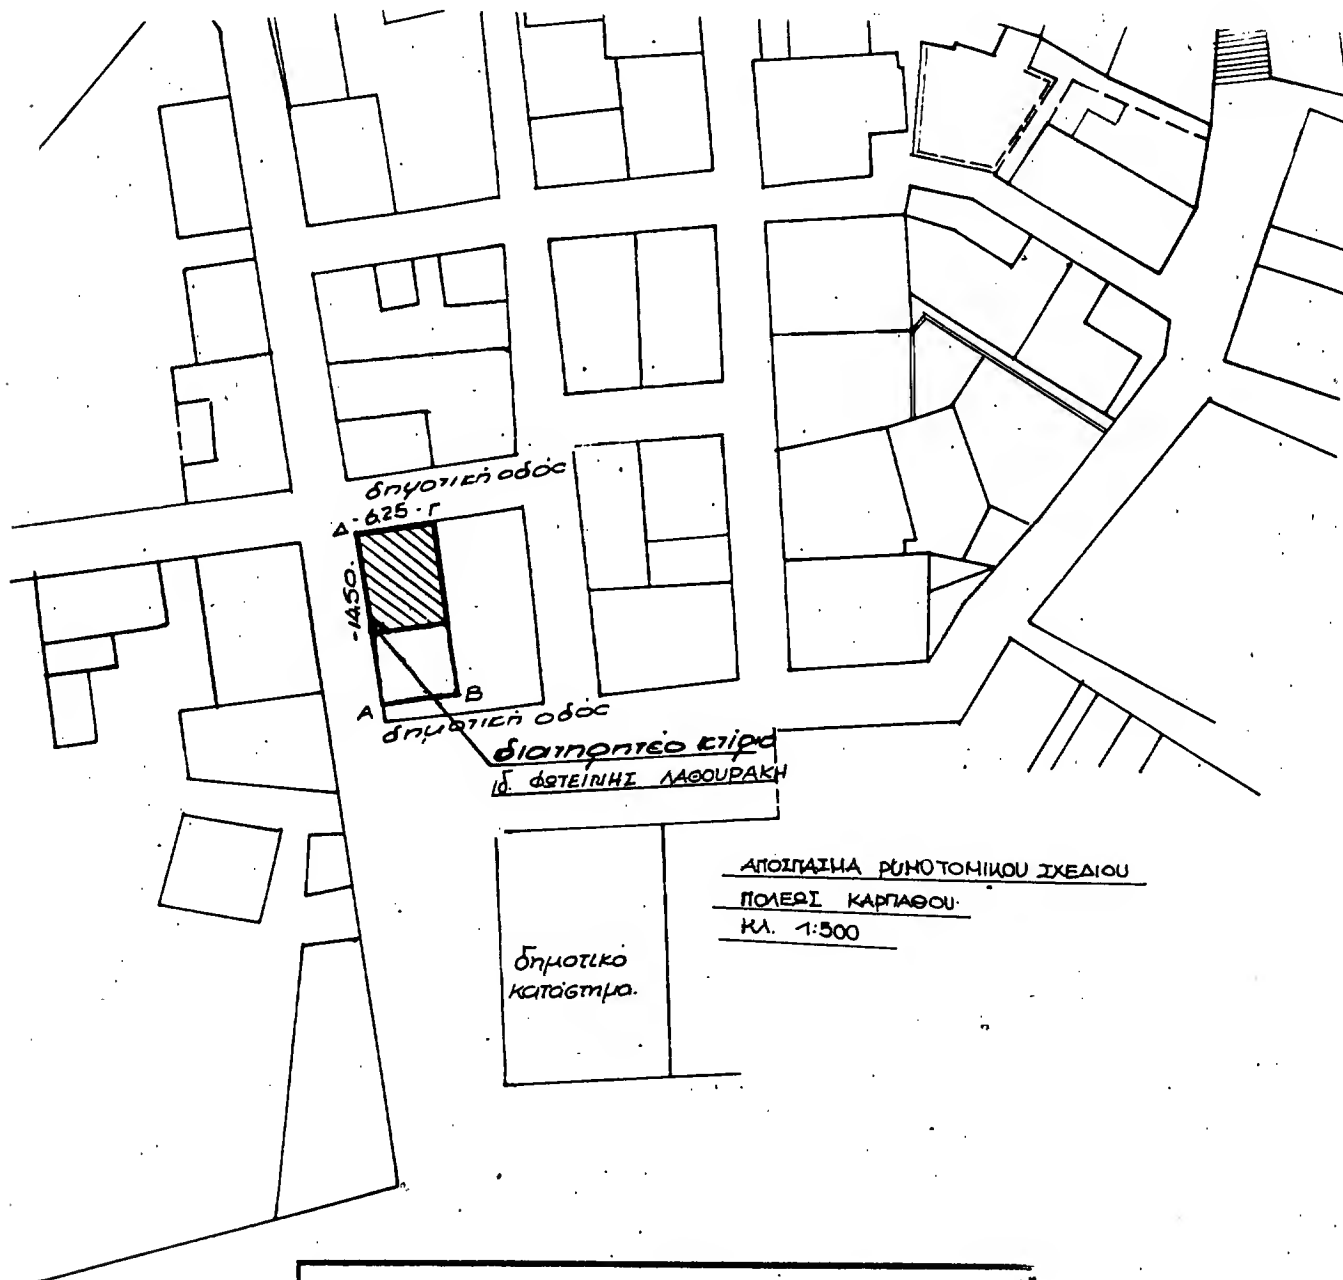 δημοτική οδός
Δ - 6.25 - Γ
- 14.50 -
Α
Β
δημοτική οδός
διατηρητέο κτίριο
ιδ. ΦΩΤΕΙΝΗΣ ΛΑΘΟΥΡΑΚΗ
ΑΠΟΣΠΑΣΜΑ ΡΥΜΟΤΟΜΙΚΟΥ ΣΧΕΔΙΟΥ
ΠΟΛΕΩΣ ΚΑΡΠΑΘΟΥ
ΚΛ. 1:500
δημοτικό
κατάστημα.